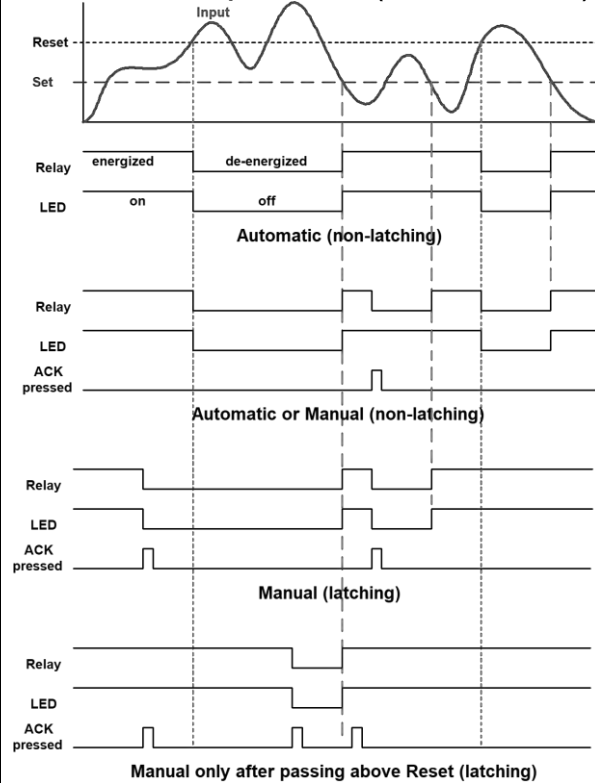 Input
Reset
Set
Relay energized de-energized
LED on off
Automatic (non-latching)
Relay
LED
ACK
pressed
Automatic or Manual (non-latching)
Relay
LED
ACK
pressed
Manual (latching)
Relay
LED
ACK
pressed
Manual only after passing above Reset (latching)